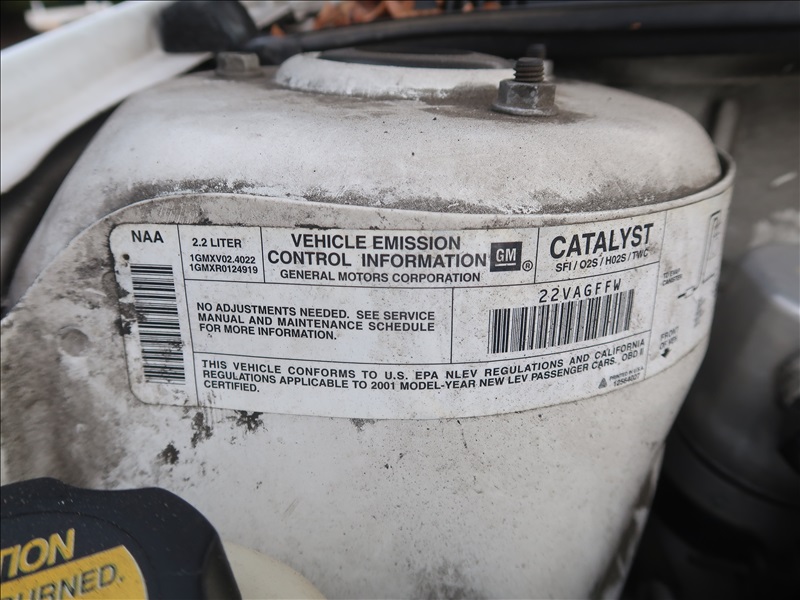 NAA
2.2 LITER
1GMXV02.4022
1GMXR0124919
VEHICLE EMISSION
CONTROL INFORMATION
GENERAL MOTORS CORPORATION
GM
®
CATALYST
SFI / O2S / HO2S / TWC
NO ADJUSTMENTS NEEDED. SEE SERVICE
MANUAL AND MAINTENANCE SCHEDULE
FOR MORE INFORMATION.
22VAGFFW
THIS VEHICLE CONFORMS TO U.S. EPA NLEV REGULATIONS AND CALIFORNIA
REGULATIONS APPLICABLE TO 2001 MODEL-YEAR NEW LEV PASSENGER CARS. OBD II
CERTIFIED.
PRINTED IN U.S.A.
FRONT
TION
URNED.